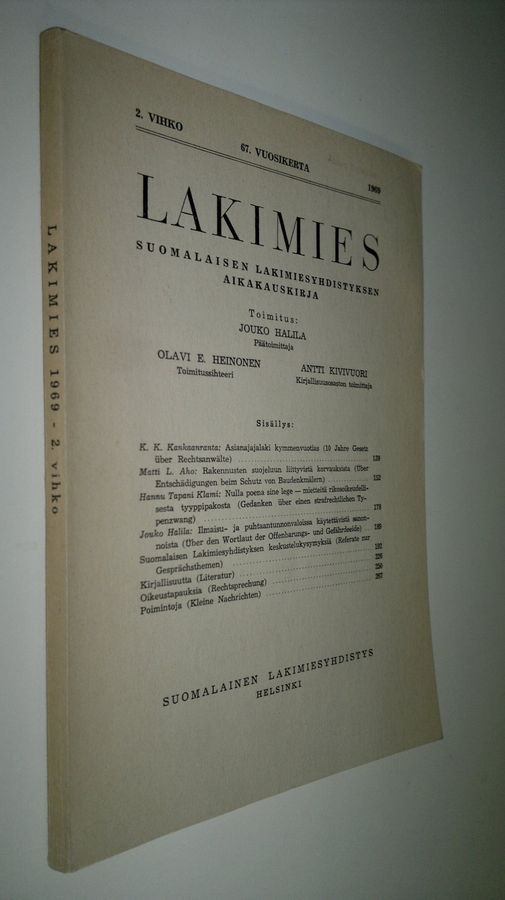 2. VIHKO 67. VUOSIKERTA 1969
LAKIMIES
SUOMALAISEN LAKIMIESYHDISTYKSEN
AIKAKAUSKIRJA
Toimitus:
JOUKO HALILA
Päätoimittaja
OLAVI E. HEINONEN ANTTI KIVIVUORI
Toimitussihteeri Kirjallisuusosaston toimittaja
Sisällys:
K. K. Kankaanranta: Asianajajalaki kymmenvuotias (10 Jahre Gesetz
über Rechtsanwälte) 139
Matti L. Aho: Rakennusten suojeluun liittyvistä korvauksista (Über
Entschädigungen beim Schutz von Baudenkmälern) 152
Hannu Tapani Klami: Nulla poena sine lege — mietteitä rikosoikeudelli-
sesta tyyppipakosta (Gedanken über einen strafrechtlichen Ty-
penzwang) 178
Jouko Halila: Ilmaisu- ja puhtaantunnonvaloissa käytettävistä sanon-
noista (Über den Wortlaut der Offenbarungs- und Gefährdeeide) 189
Suomalaisen Lakimiesyhdistyksen keskustelukysymyksiä (Referate zur
Gesprächsthemen) 192
Kirjallisuutta (Literatur) 226
Oikeustapauksia (Rechtsprechung) 250
Poimintoja (Kleine Nachrichten) 267
SUOMALAINEN LAKIMIESYHDISTYS
HELSINKI
LAKIMIES 1969 - 2. vihko